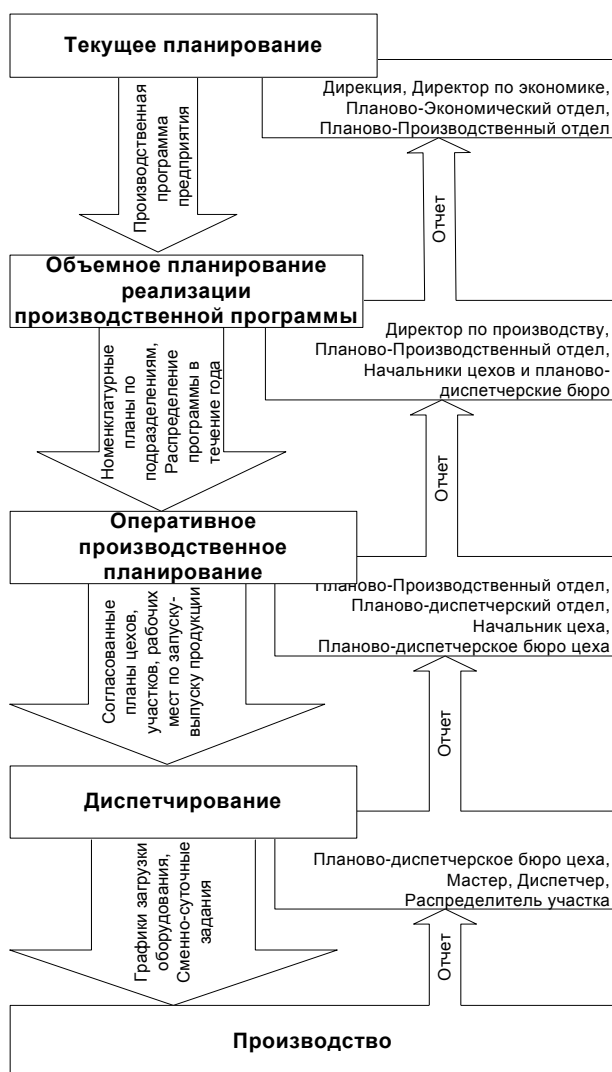 Текущее планирование
Дирекция, Директор по экономике,
Планово-Экономический отдел,
Планово-Производственный отдел
Производственная
программа
предприятия
Отчет
Объемное планирование
реализации
производственной программы
Директор по производству,
Планово-Производственный отдел,
Начальники цехов и планово-
диспетчерские бюро
Номенклатурные
планы по
подразделениям,
Распределение
программы в
течение года
Отчет
Оперативное
производственное
планирование
Планово-Производственный отдел,
Планово-диспетчерский отдел,
Начальник цеха,
Планово-диспетчерское бюро цеха
Согласованные
планы цехов,
участков, рабочих
мест по запуску-
выпуску продукции
Отчет
Диспетчирование
Планово-диспетчерское бюро цеха,
Мастер, Диспетчер,
Распределитель участка
Графики загрузки
оборудования,
Сменно-суточные
задания
Отчет
Производство